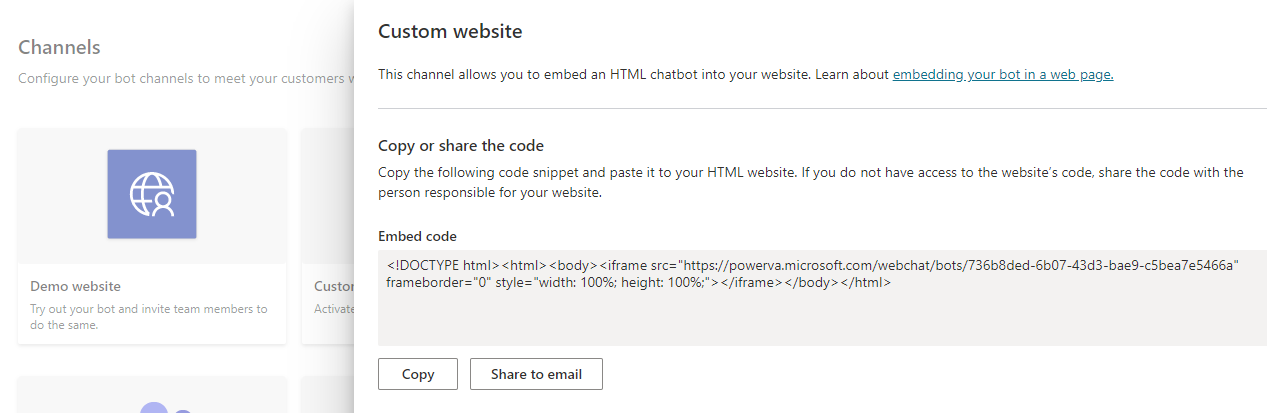 Channels
Configure your bot channels to meet your customers
Demo website
Try out your bot and invite team members to
do the same.
Custom website
This channel allows you to embed an HTML chatbot into your website. Learn about embedding your bot in a web page.
Copy or share the code
Copy the following code snippet and paste it to your HTML website. If you do not have access to the website's code, share the code with the
person responsible for your website.
Embed code
<!DOCTYPE html><html><body><iframe src="https://powerva.microsoft.com/webchat/bots/736b8ded-6b07-43d3-bae9-c5bea7e5466a"
frameborder="0" style="width: 100%; height: 100%;"></iframe></body></html>
Copy
Share to email